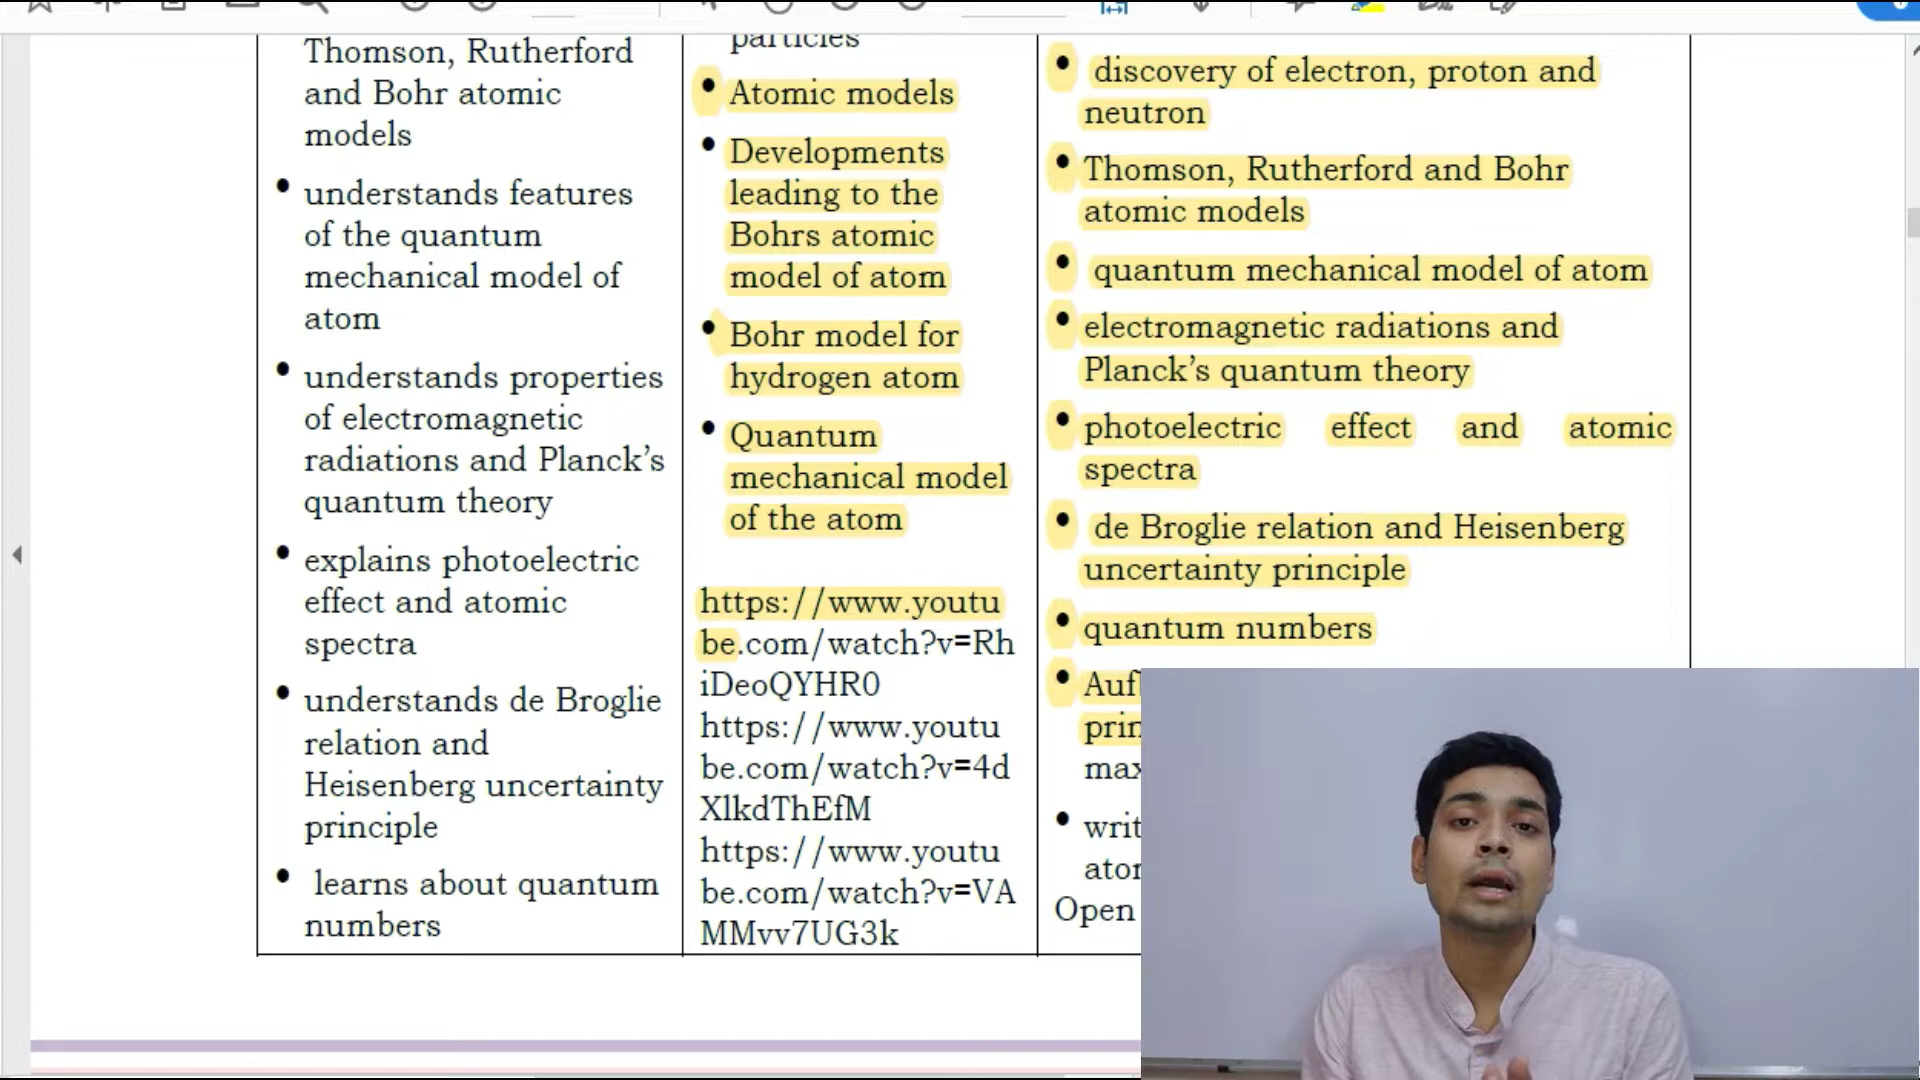 Thomson, Rutherford
and Bohr atomic
models
• understands features
of the quantum
mechanical model of
atom
• understands properties
of electromagnetic
radiations and Planck’s
quantum theory
• explains photoelectric
effect and atomic
spectra
• understands de Broglie
relation and
Heisenberg uncertainty
principle
• learns about quantum
numbers
particles
• Atomic models
• Developments
leading to the
Bohrs atomic
model of atom
• Bohr model for
hydrogen atom
• Quantum
mechanical model
of the atom
https://www.youtu
be.com/watch?v=Rh
iDeoQYHR0
https://www.youtu
be.com/watch?v=4d
XlkdThEfM
https://www.youtu
be.com/watch?v=VA
MMvv7UG3k
• discovery of electron, proton and
neutron
• Thomson, Rutherford and Bohr
atomic models
• quantum mechanical model of atom
• electromagnetic radiations and
Planck’s quantum theory
• photoelectric effect and atomic
spectra
• de Broglie relation and Heisenberg
uncertainty principle
• quantum numbers
• Auf
prin
max
• writ
ator
Open